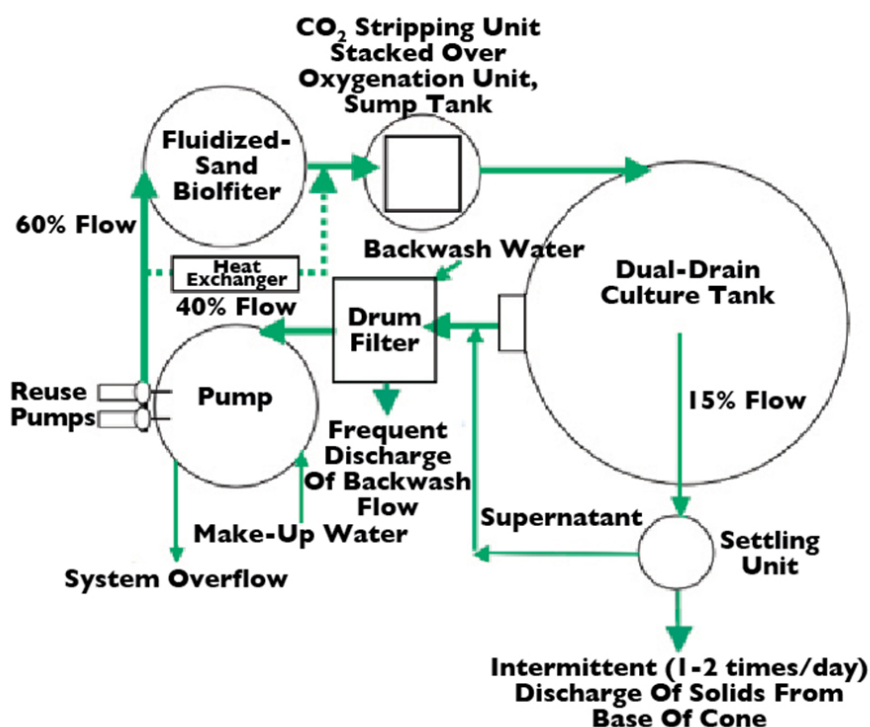 CO2 Stripping Unit
Stacked Over
Oxygenation Unit,
Sump Tank
Fluidized-
Sand
Biolfiter
60% Flow
Heat
Exchanger
40% Flow
Backwash Water
Dual-Drain
Culture Tank
Drum
Filter
Reuse
Pumps
Pump
15% Flow
Frequent
Discharge
Of Backwash
Flow
Make-Up Water
Supernatant
Settling
Unit
System Overflow
Intermittent (1-2 times/day)
Discharge Of Solids From
Base Of Cone